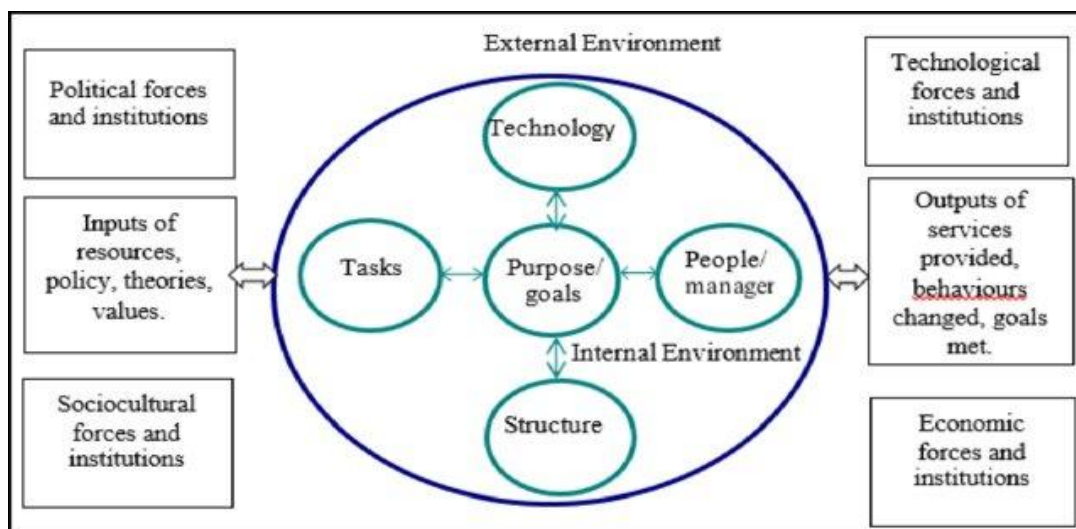 External Environment
Political forces
and institutions
Technological
forces and
institutions
Technology
Inputs of
resources,
policy, theories,
values.
Tasks
Purpose/
goals
People/
manager
Outputs of
services
provided,
behaviours
changed, goals
met.
Internal Environment
Sociocultural
forces and
institutions
Structure
Economic
forces and
institutions